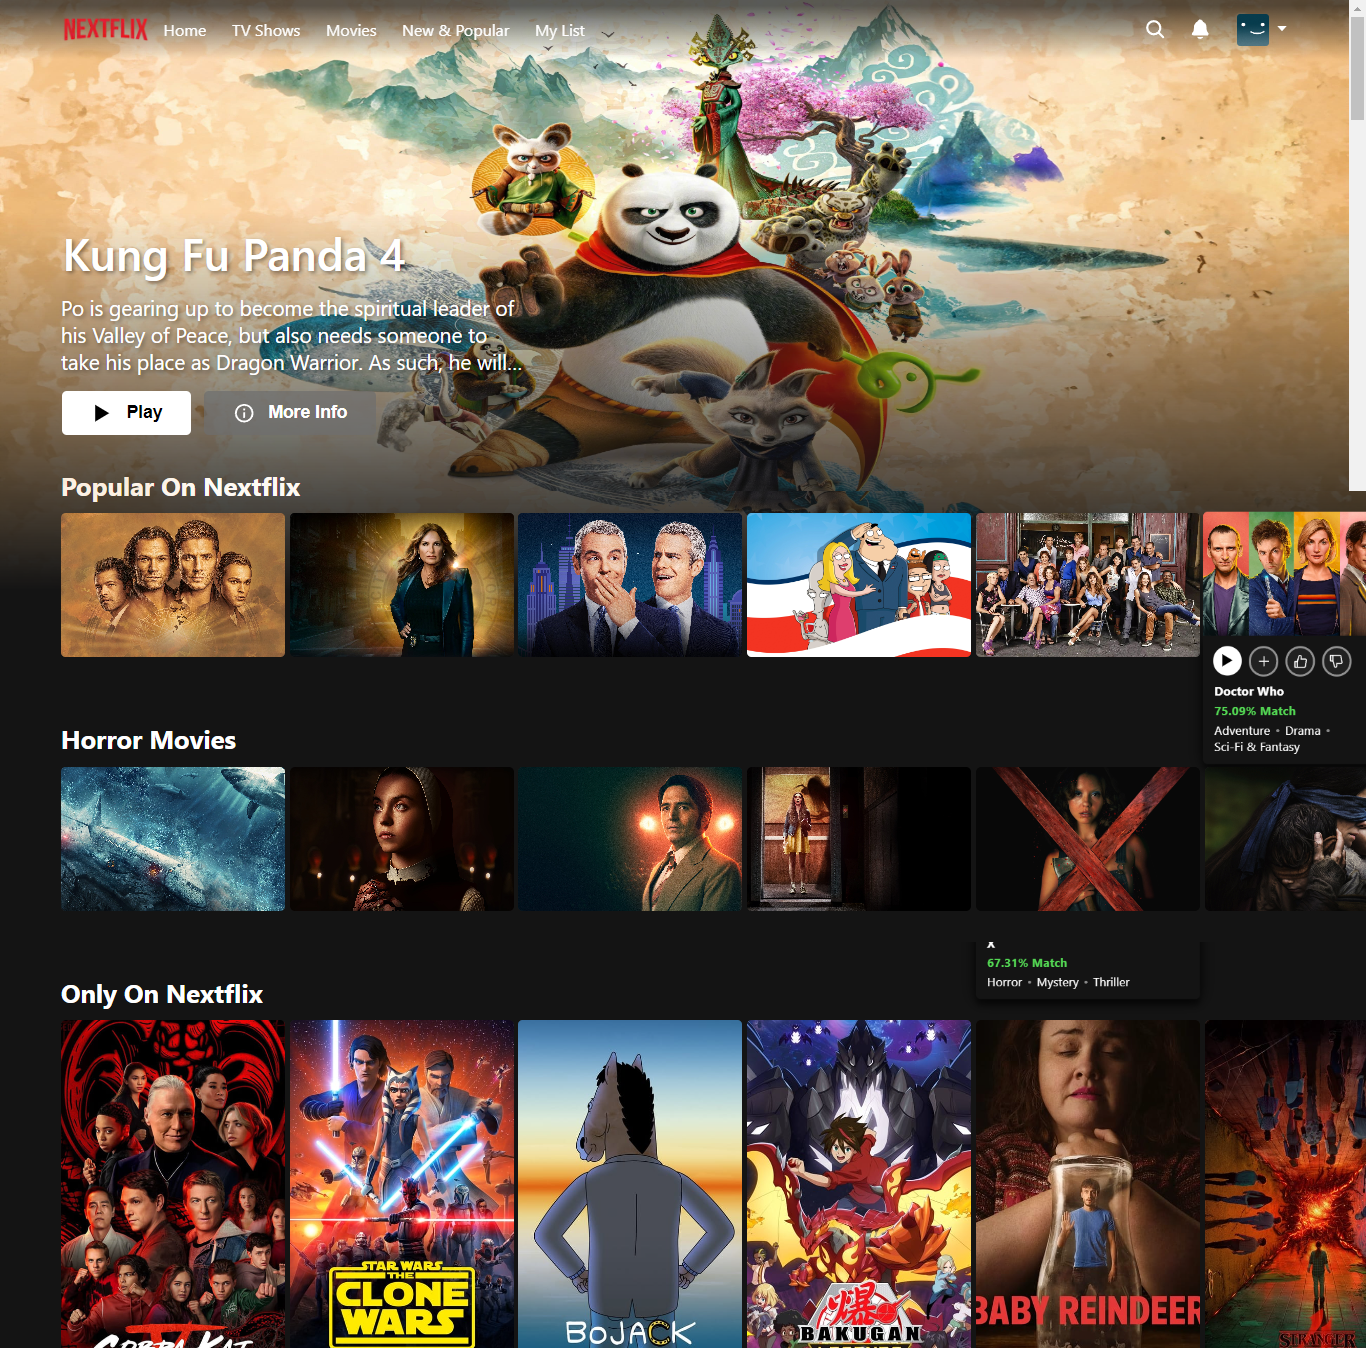 NEXTFLIX
Home TV Shows Movies New & Popular My List
Kung Fu Panda 4
Po is gearing up to become the spiritual leader of
his Valley of Peace, but also needs someone to
take his place as Dragon Warrior. As such, he will...
Play More Info
Popular On Nextflix
Doctor Who
75.09% Match
Adventure • Drama •
Sci-Fi & Fantasy
Horror Movies
X
67.31% Match
Horror • Mystery • Thriller
Only On Nextflix
COBRA KAI
STAR WARS
THE
CLONE
WARS
BOJACK
爆
BAKUGAN
BABY REINDEER
STRANGER